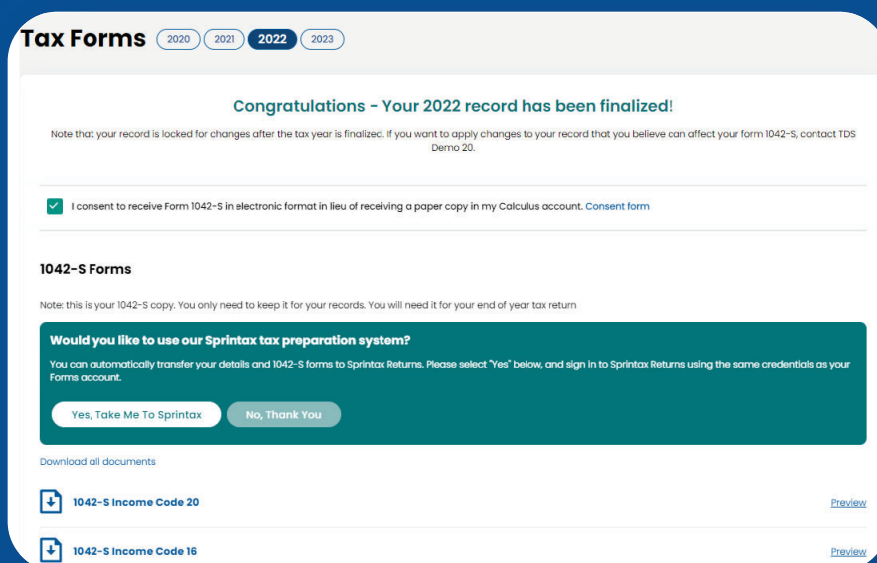 Tax Forms 2020 2021 2022 2023
Congratulations - Your 2022 record has been finalized!
Note that your record is locked for changes after the tax year is finalized. If you want to apply changes to your record that you believe can affect your form 1042-S, contact TDS
Demo 20.
I consent to receive Form 1042-S in electronic format in lieu of receiving a paper copy in my Calculus account. Consent form
1042-S Forms
Note: this is your 1042-S copy. You only need to keep it for your records. You will need it for your end of year tax return
Would you like to use our Sprintax tax preparation system?
You can automatically transfer your details and 1042-S forms to Sprintax Returns. Please select "Yes" below, and sign in to Sprintax Returns using the same credentials as your
Forms account.
Yes, Take Me To Sprintax No, Thank You
Download all documents
1042-S Income Code 20 Preview
1042-S Income Code 16 Preview